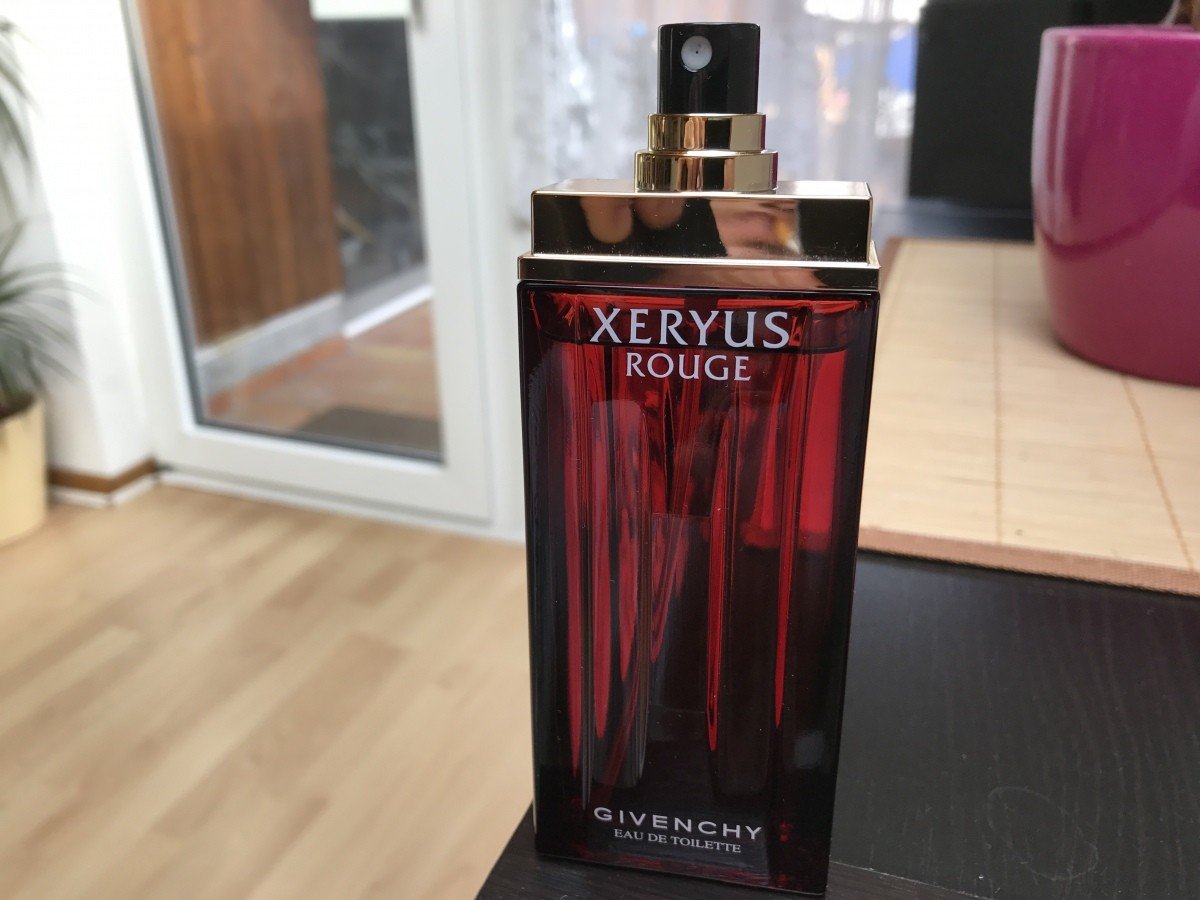 XERYUS
ROUGE
GIVENCHY
EAU DE TOILETTE